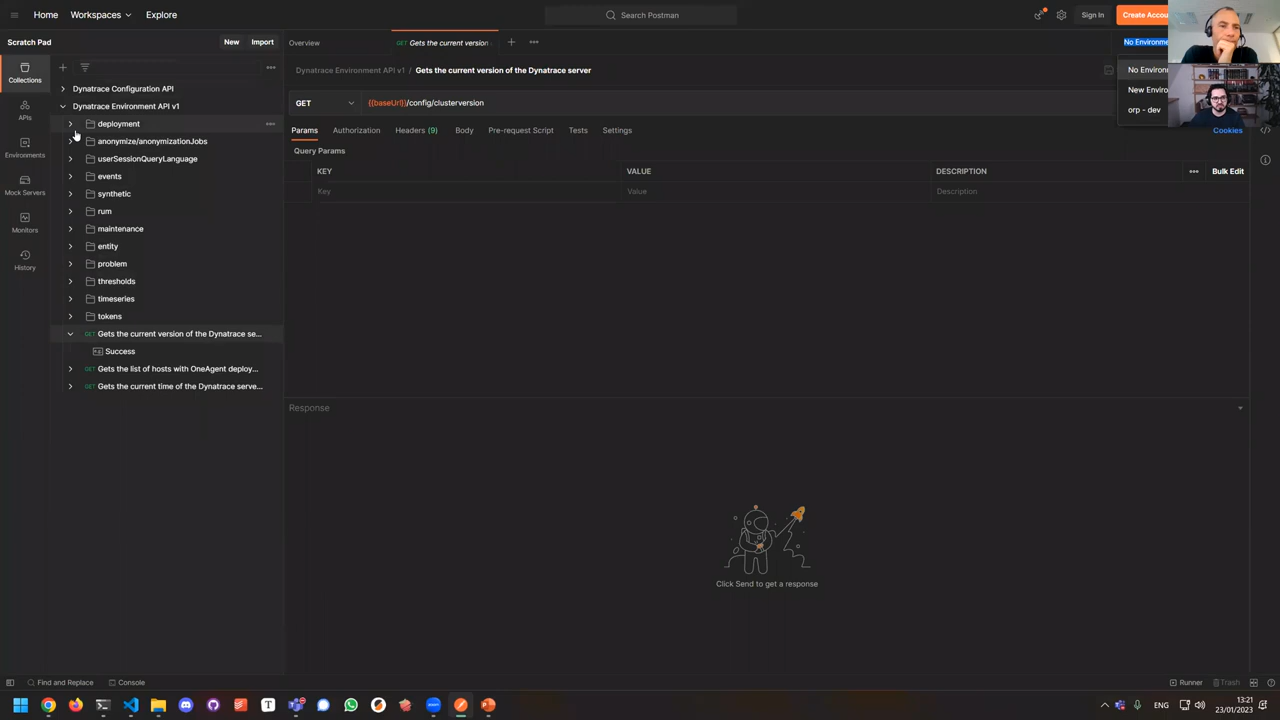 Home
Workspaces
Explore
Search Postman
Sign In
Create Accou
Scratch Pad
New
Import
Overview
GET Gets the current version
No Environme
Collections
Dynatrace Configuration API
Dynatrace Environment API v1
deployment
anonymize/anonymizationJobs
userSessionQueryLanguage
events
synthetic
rum
maintenance
entity
problem
thresholds
timeseries
tokens
GET Gets the current version of the Dynatrace se...
Success
GET Gets the list of hosts with OneAgent deploy...
GET Gets the current time of the Dynatrace serve...
APIs
Environments
Mock Servers
Monitors
History
Dynatrace Environment API v1 / Gets the current version of the Dynatrace server
No Environ
New Enviro
orp - dev
GET
{{baseUrl}}/config/clusterversion
Params
Authorization
Headers (9)
Body
Pre-request Script
Tests
Settings
Cookies
Query Params
KEY
VALUE
DESCRIPTION
Bulk Edit
Key
Value
Description
Response
Click Send to get a response
Find and Replace
Console
Runner
Trash
ENG
13:21
23/01/2023